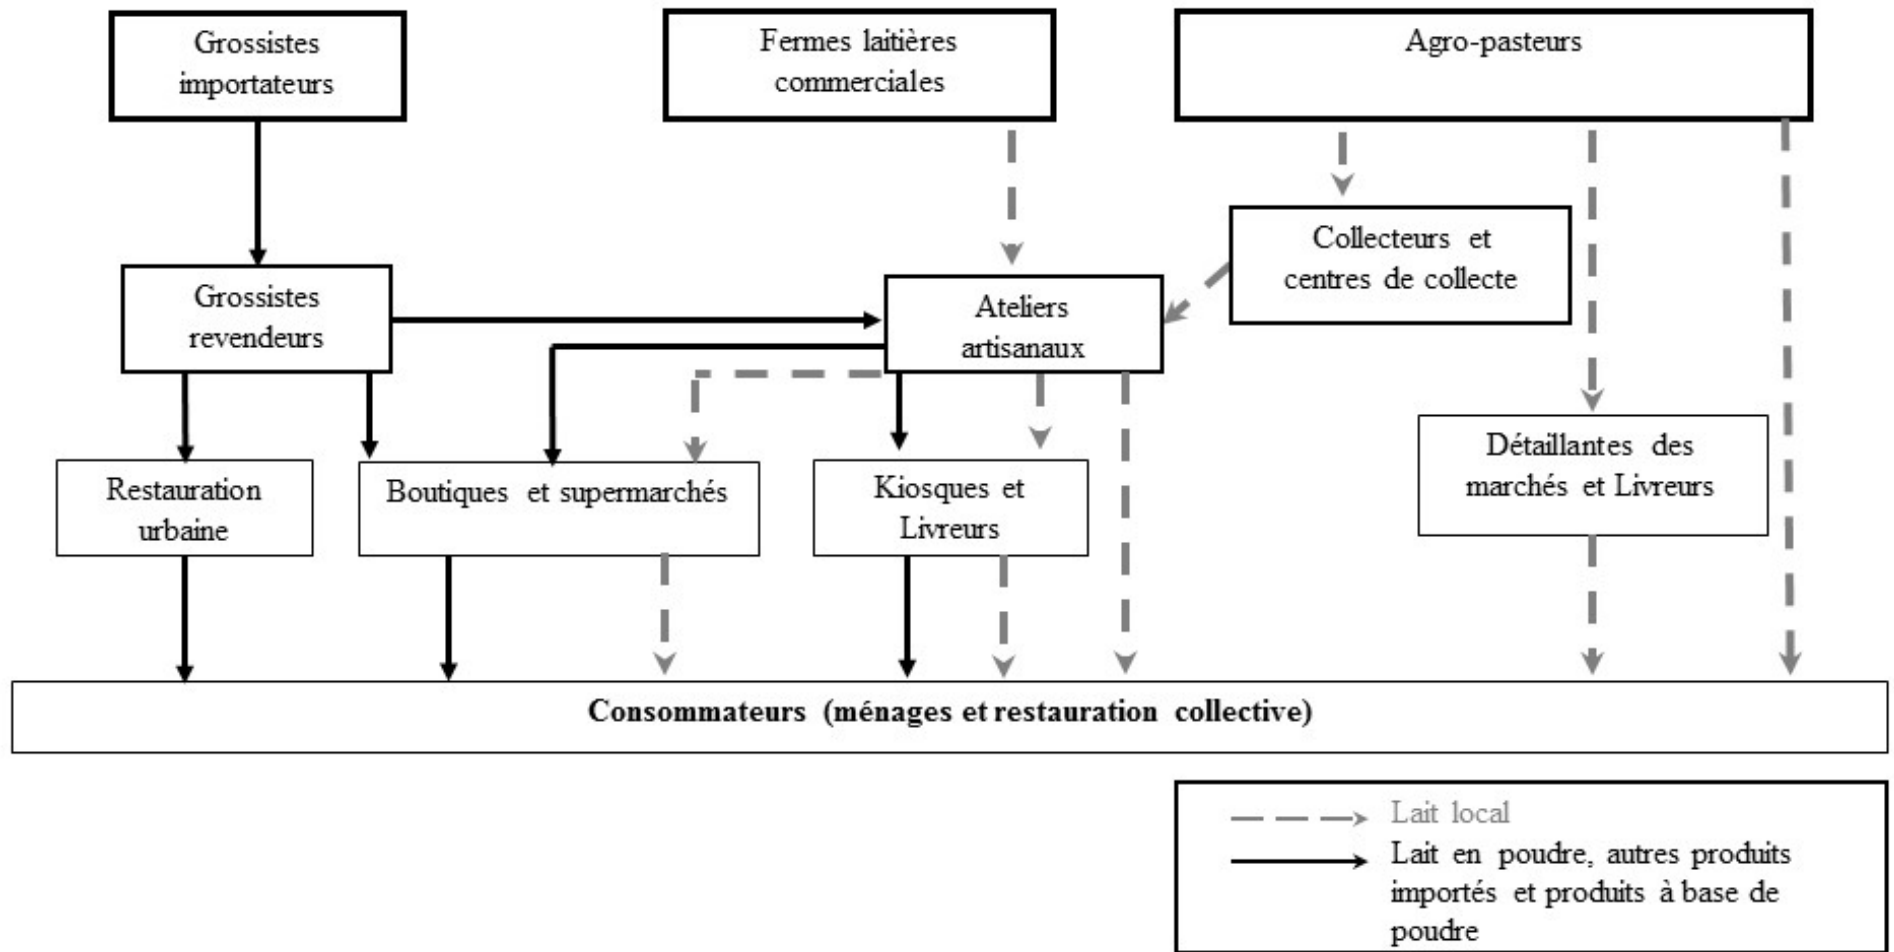 Grossistes
importateurs
Fermes laitières
commerciales
Agro-pasteurs
Collecteurs et
centres de collecte
Grossistes
revendeurs
Ateliers
artisanaux
Détaillantes des
marchés et Livreurs
Restauration
urbaine
Boutiques et supermarchés
Kiosques et
Livreurs
Consommateurs (ménages et restauration collective)
Lait local
Lait en poudre, autres produits
importés et produits à base de
poudre